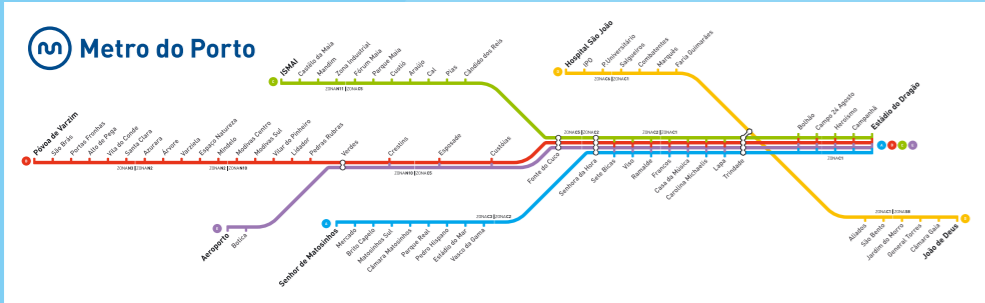 Metro do Porto
ISMAI
Castêlo da Maia
Mandim
Zona Industrial
Fórum Maia
Parque Maia
Custió
Araújo
Caí
Pias
Cândido dos Reis
Hospital São João
IPO
P.Universitário
Salgueiros
Combatentes
Marquês
Faria Guimarães
Póvoa de Varzim
São Brás
Portas Fronhas
Alto de Pega
Vila do Conde
Santa Clara
Azurara
Árvore
Varziela
Espaço Natureza
Mindelo
Modivas Centro
Modivas Sul
Vilar do Pinheiro
Lidador
Pedras Rubras
Verdes
Crestins
Esposade
Custóias
Fonte do Cuco
Senhora da Hora
Sete Bicas
Viso
Ramalde
Francos
Casa da Música
Carolina Michaelis
Lapa
Trindade
Bolhão
Campo 24 Agosto
Heroísmo
Campanhã
Estádio do Dragão
Aeroporto
Botica
Senhor de Matosinhos
Mercado
Brito Capelo
Matosinhos Sul
Câmara Matosinhos
Parque Real
Pedro Hispano
Estádio do Mar
Vasco da Gama
Aliados
São Bento
Jardim do Morro
General Torres
Câmara Gaia
João de Deus